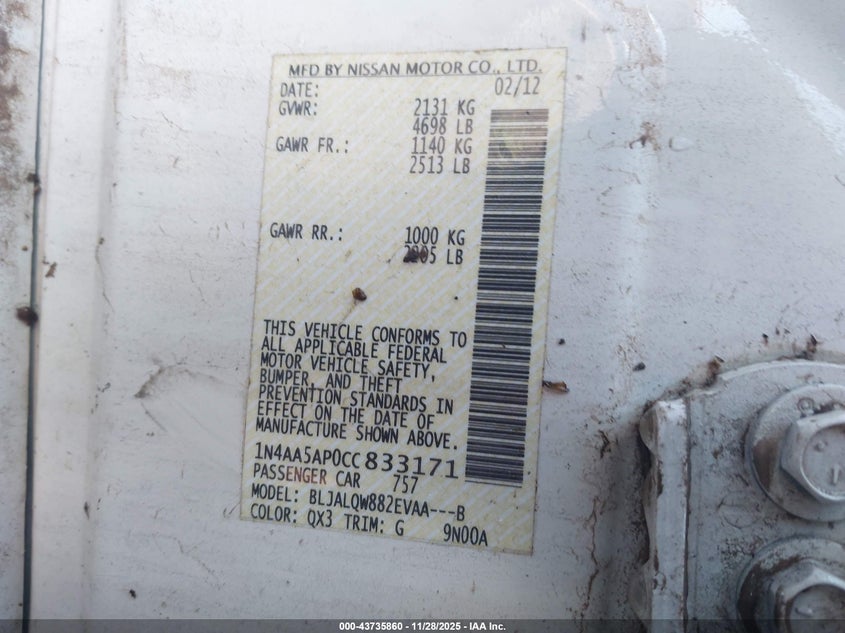 MFD BY NISSAN MOTOR CO., LTD.
DATE: 02/12
GVWR: 2131 KG
4698 LB
GAWR FR.: 1140 KG
2513 LB
GAWR RR.: 1000 KG
2205 LB
THIS VEHICLE CONFORMS TO
ALL APPLICABLE FEDERAL
MOTOR VEHICLE SAFETY,
BUMPER, AND THEFT
PREVENTION STANDARDS IN
EFFECT ON THE DATE OF
MANUFACTURE SHOWN ABOVE.
1N4AA5AP0CC833171
PASSENGER CAR 757
MODEL: BLJALQW882EVAA---B
COLOR: QX3 TRIM: G 9N00A
000-43735860 - 11/28/2025 - IAA Inc.